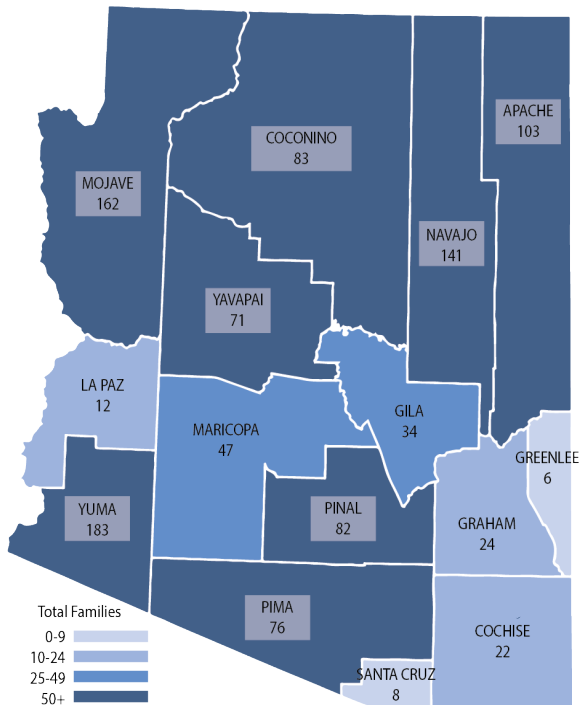 APACHE
103
COCONINO
83
MOJAVE
162
NAVAJO
141
YAVAPAI
71
LA PAZ
12
GILA
34
MARICOPA
47
GREENLEE
6
YUMA
183
PINAL
82
GRAHAM
24
PIMA
76
COCHISE
22
SANTA CRUZ
8
Total Families
0-9
10-24
25-49
50+